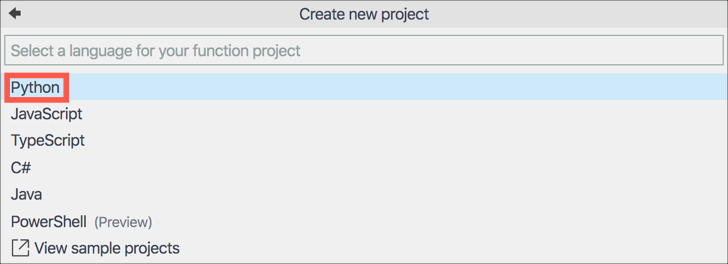 Create new project
Select a language for your function project
Python
JavaScript
TypeScript
C#
Java
PowerShell (Preview)
View sample projects